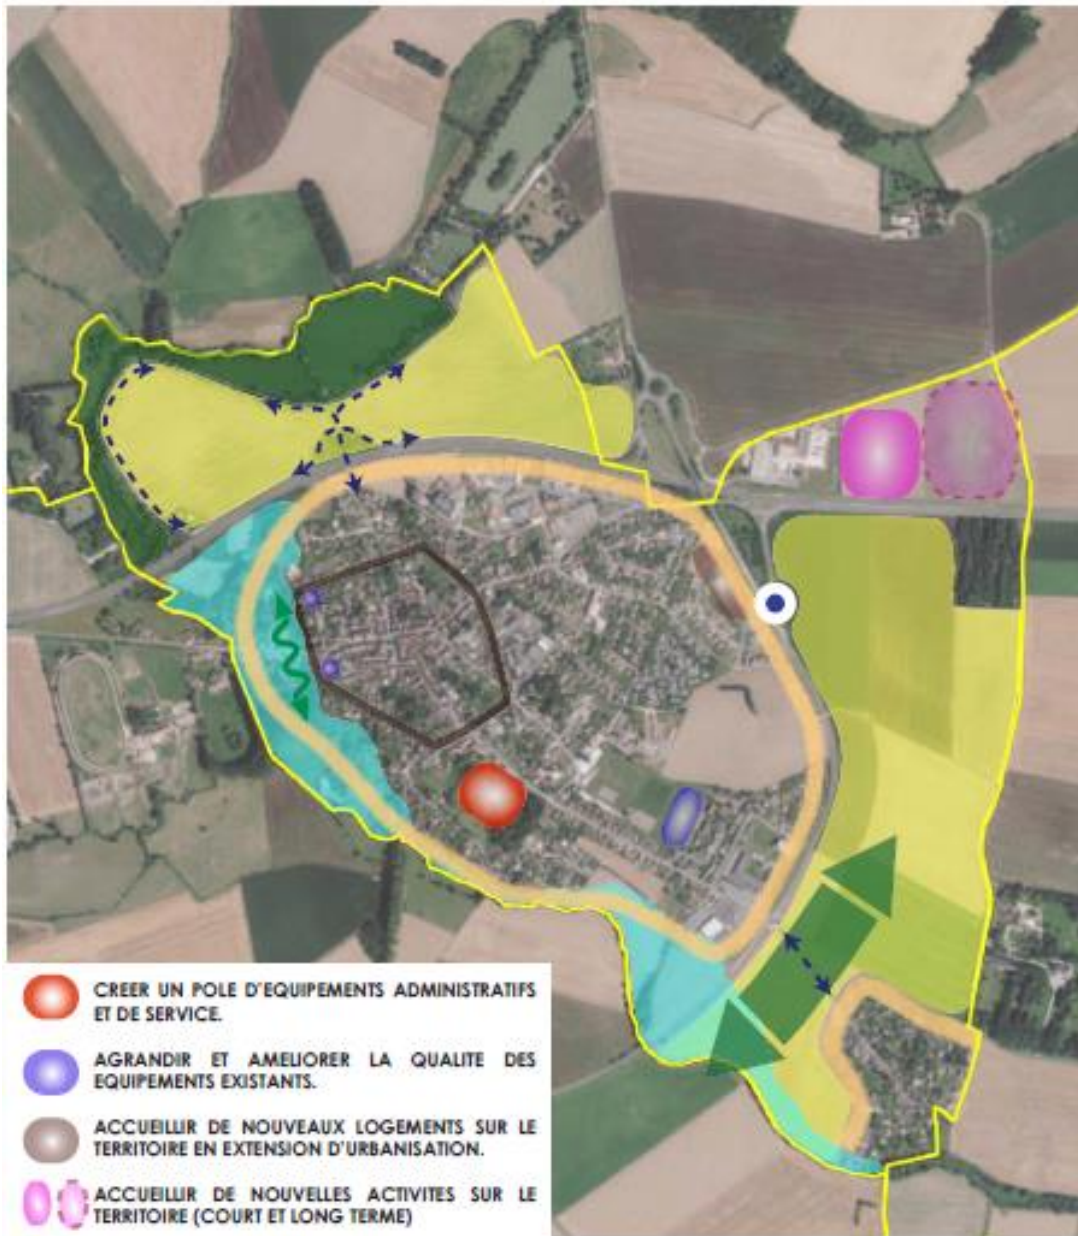 CREER UN POLE D'EQUIPEMENTS ADMINISTRATIFS
ET DE SERVICE.
AGRANDIR ET AMELIORER LA QUALITE DES
EQUIPEMENTS EXISTANTS.
ACCUEILLIR DE NOUVEAUX LOGEMENTS SUR LE
TERRITOIRE EN EXTENSION D'URBANISATION.
ACCUEILLIR DE NOUVELLES ACTIVITES SUR LE
TERRITOIRE (COURT ET LONG TERME)